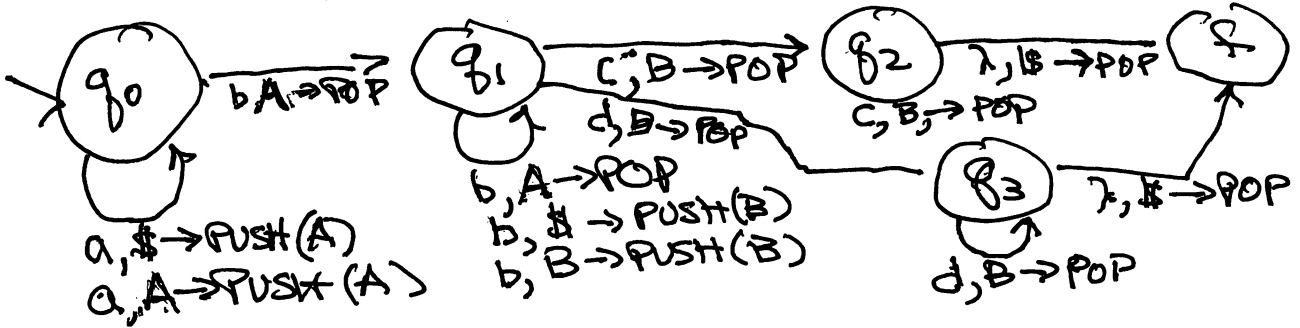 q0
b,A→POP
a,$→PUSH(A)
a,A→PUSH(A)
q1
b,A→POP
b,$→PUSH(B)
b,B→PUSH(B)
c,B→POP
d,B→POP
q2
c,B,→POP
λ,$→POP
q3
d,B→POP
λ,$→POP
f